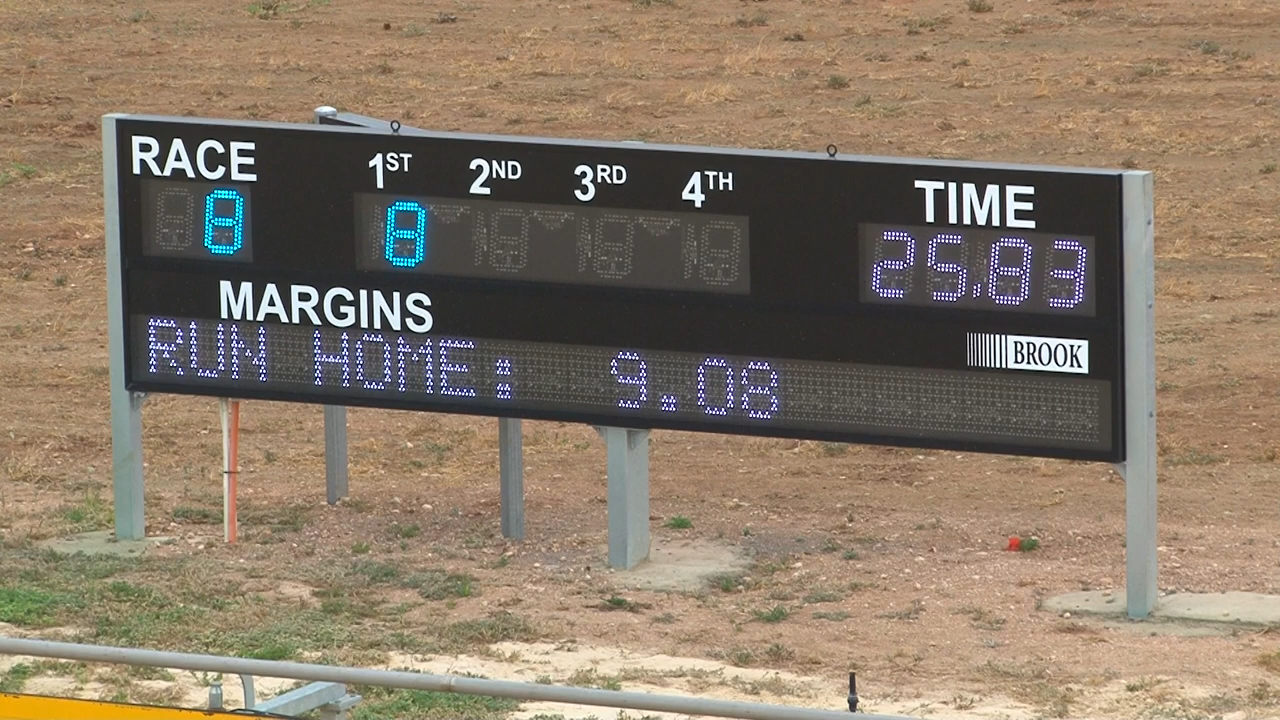 RACE 1ST 2ND 3RD 4TH TIME
8 8 25.83
MARGINS
BROOK
RUN HOME: 9.08